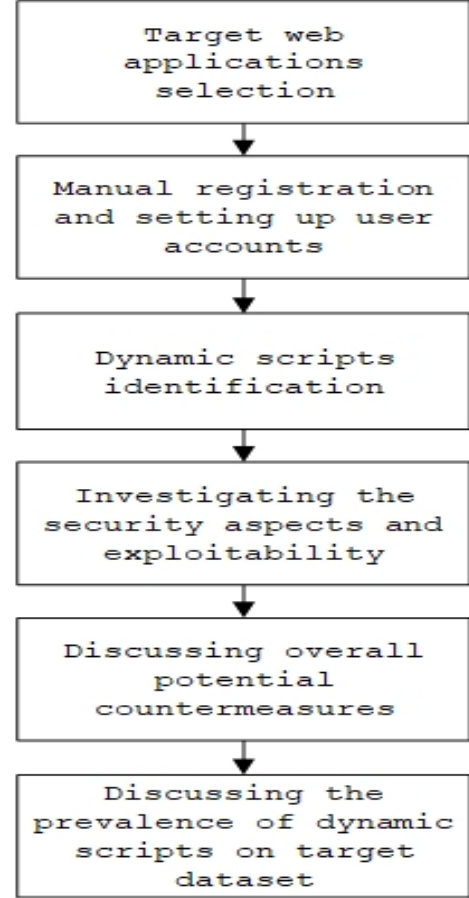 Target web
applications
selection
Manual registration
and setting up user
accounts
Dynamic scripts
identification
Investigating the
security aspects and
exploitability
Discussing overall
potential
countermeasures
Discussing the
prevalence of dynamic
scripts on target
dataset